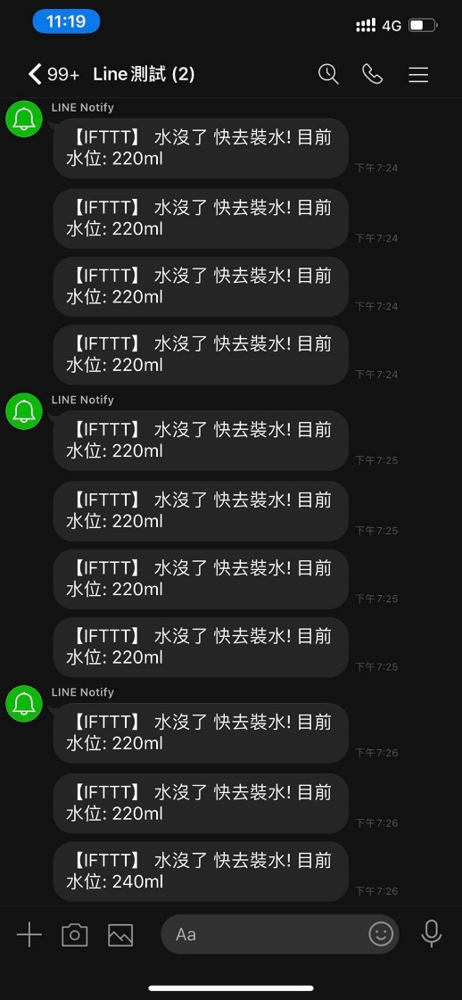 11:19
4G
99+ Line測試 (2)
LINE Notify
【IFTTT】 水沒了 快去裝水! 目前
水位: 220ml
下午7:24
【IFTTT】 水沒了 快去裝水! 目前
水位: 220ml
下午7:24
【IFTTT】 水沒了 快去裝水! 目前
水位: 220ml
下午7:24
【IFTTT】 水沒了 快去裝水! 目前
水位: 220ml
下午7:24
LINE Notify
【IFTTT】 水沒了 快去裝水! 目前
水位: 220ml
下午7:25
【IFTTT】 水沒了 快去裝水! 目前
水位: 220ml
下午7:25
【IFTTT】 水沒了 快去裝水! 目前
水位: 220ml
下午7:25
【IFTTT】 水沒了 快去裝水! 目前
水位: 220ml
下午7:25
LINE Notify
【IFTTT】 水沒了 快去裝水! 目前
水位: 220ml
下午7:26
【IFTTT】 水沒了 快去裝水! 目前
水位: 220ml
下午7:26
【IFTTT】 水沒了 快去裝水! 目前
水位: 240ml
下午7:26
Aa